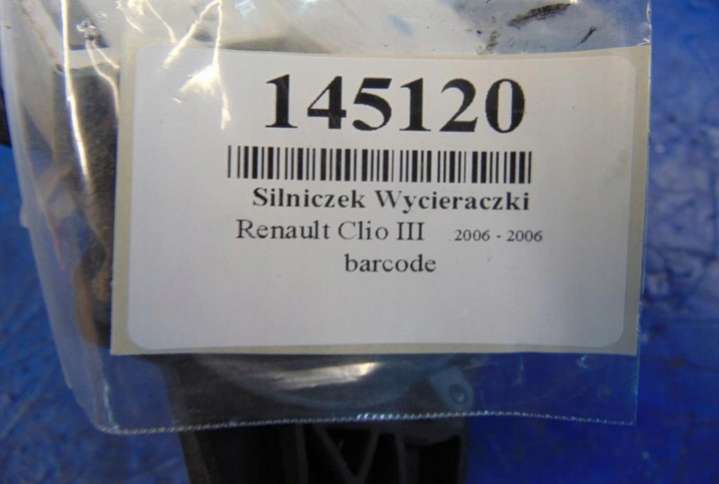 145120
Silniczek Wycieraczki
Renault Clio III 2006 - 2006
barcode